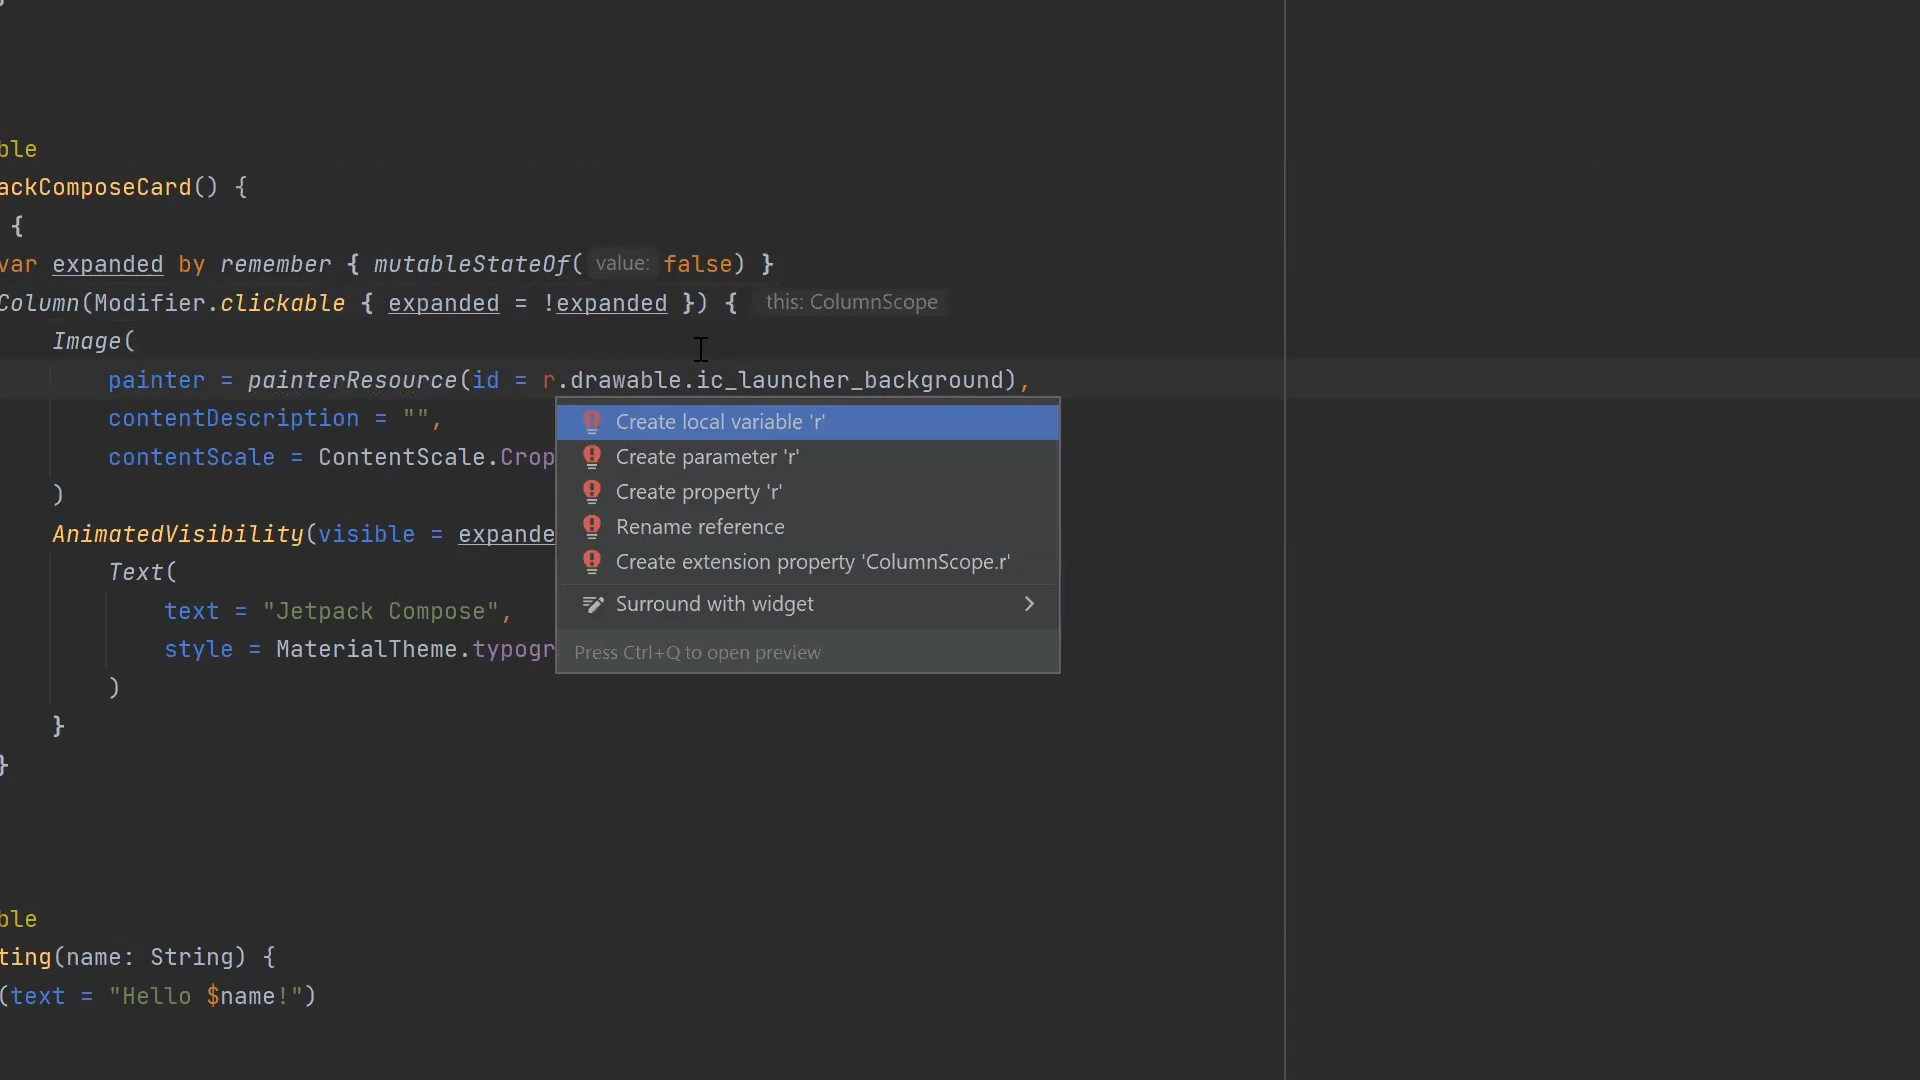 ble
ackComposeCard() {
{
var expanded by remember { mutableStateOf( value: false) }
Column(Modifier.clickable { expanded = !expanded }) { this: ColumnScope
Image(
painter = painterResource(id = r.drawable.ic_launcher_background),
contentDescription = "",
contentScale = ContentScale.Crop
)
AnimatedVisibility(visible = expande
Text(
text = "Jetpack Compose",
style = MaterialTheme.typogr
)
}
}
Create local variable 'r'
Create parameter 'r'
Create property 'r'
Rename reference
Create extension property 'ColumnScope.r'
Surround with widget
Press Ctrl+Q to open preview
ble
ting(name: String) {
(text = "Hello $name!")